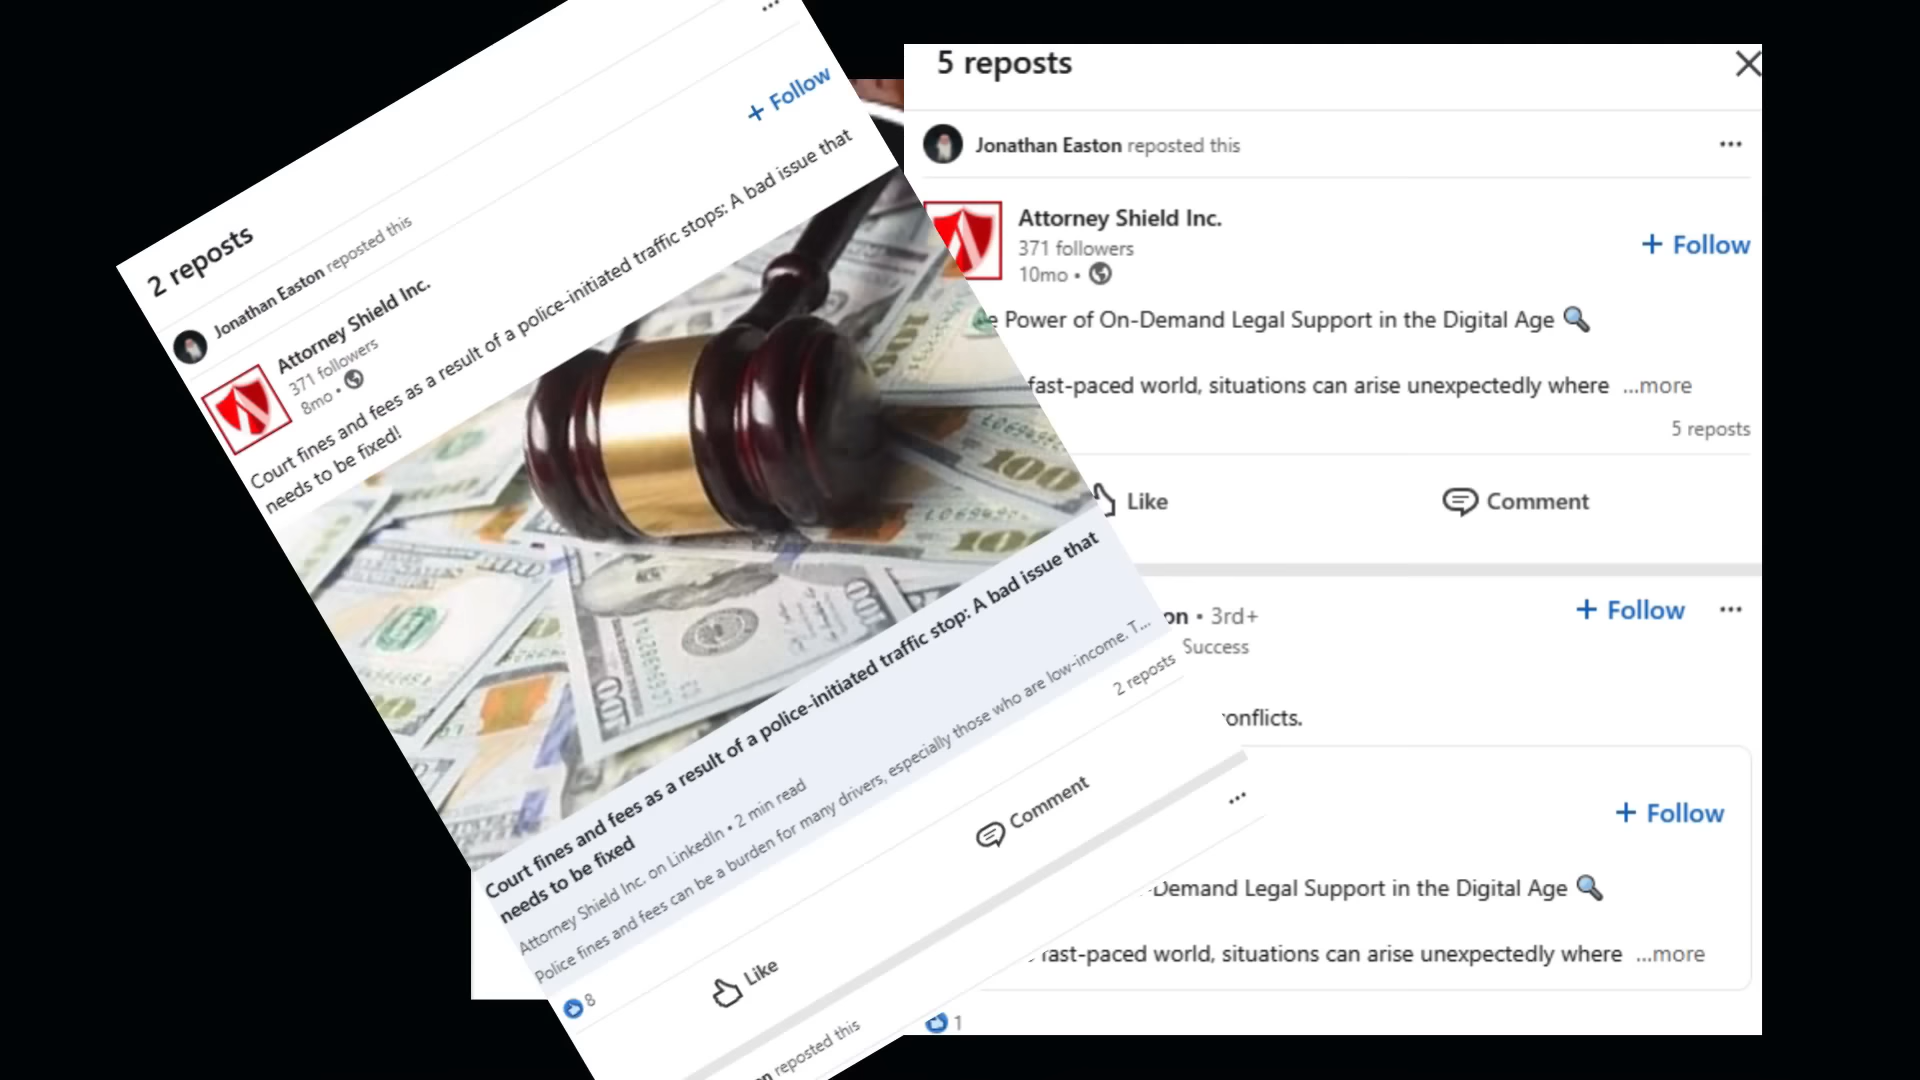 2 reposts
Jonathan Easton reposted this
Attorney Shield Inc.
371 followers
8mo •
+ Follow
Court fines and fees as a result of a police-initiated traffic stops: A bad issue that
needs to be fixed!
Court fines and fees as a result of a police-initiated traffic stop: A bad issue that
needs to be fixed
Attorney Shield Inc. on LinkedIn • 2 min read
Police fines and fees can be a burden for many drivers, especially those who are low-income. T...
8
2 reposts
Like
Comment
reposted this
5 reposts
Jonathan Easton reposted this
Attorney Shield Inc.
371 followers
10mo •
+ Follow
Power of On-Demand Legal Support in the Digital Age 🔍
fast-paced world, situations can arise unexpectedly where ...more
5 reposts
Like
Comment
on • 3rd+
+ Follow
Success
onflicts.
+ Follow
-Demand Legal Support in the Digital Age 🔍
fast-paced world, situations can arise unexpectedly where ...more
1